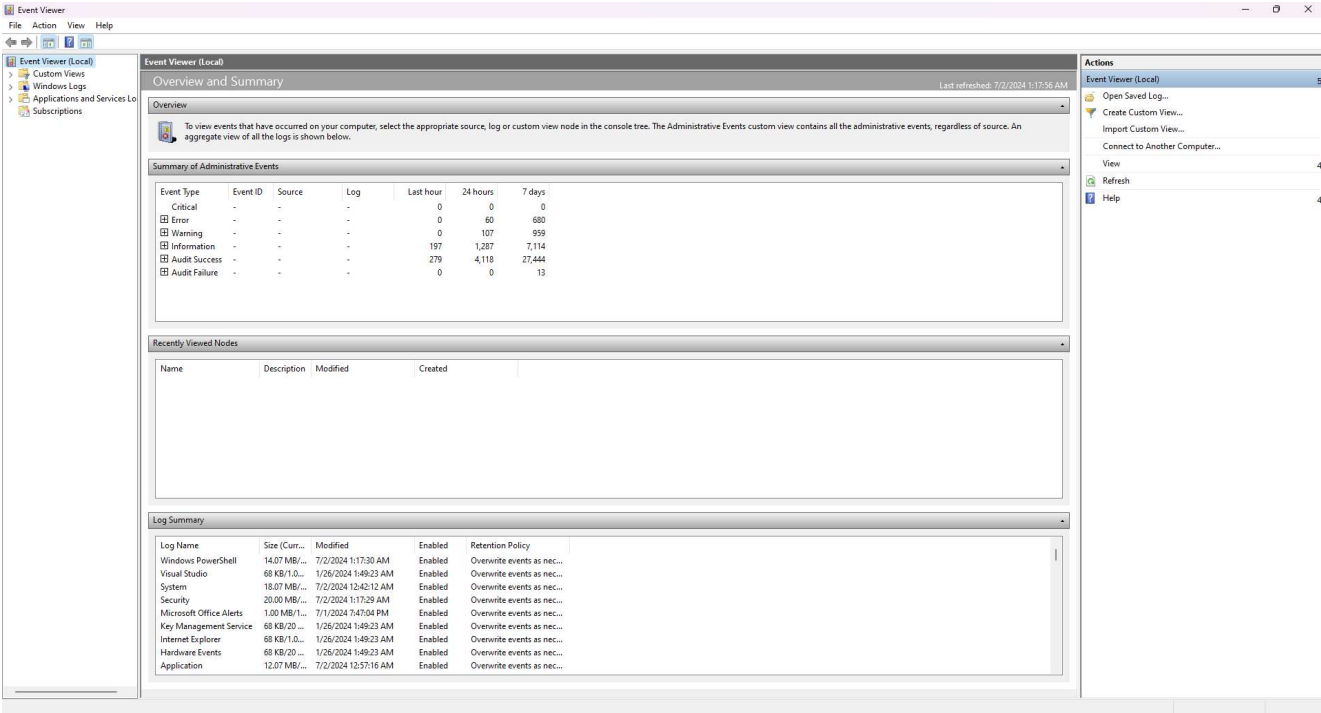 Event Viewer
File Action View Help
Event Viewer (Local)
Custom Views
Windows Logs
Applications and Services Lo
Subscriptions
Event Viewer (Local)
Overview and Summary Last refreshed: 7/2/2024 1:17:56 AM
Overview
To view events that have occurred on your computer, select the appropriate source, log or custom view node in the console tree. The Administrative Events custom view contains all the administrative events, regardless of source. An
aggregate view of all the logs is shown below.
Summary of Administrative Events
Event Type Event ID Source Log Last hour 24 hours 7 days
Critical - - - 0 0 0
Error - - - 0 60 680
Warning - - - 0 107 959
Information - - - 197 1,287 7,114
Audit Success - - - 279 4,118 27,444
Audit Failure - - - 0 0 13
Recently Viewed Nodes
Name Description Modified Created
Log Summary
Log Name Size (Curr... Modified Enabled Retention Policy
Windows PowerShell 14.07 MB/... 7/2/2024 1:17:30 AM Enabled Overwrite events as nec...
Visual Studio 68 KB/1.0... 1/26/2024 1:49:23 AM Enabled Overwrite events as nec...
System 18.07 MB/... 7/2/2024 12:42:12 AM Enabled Overwrite events as nec...
Security 20.00 MB/... 7/2/2024 1:17:29 AM Enabled Overwrite events as nec...
Microsoft Office Alerts 1.00 MB/1... 7/1/2024 7:47:04 PM Enabled Overwrite events as nec...
Key Management Service 68 KB/20 ... 1/26/2024 1:49:23 AM Enabled Overwrite events as nec...
Internet Explorer 68 KB/1.0... 1/26/2024 1:49:23 AM Enabled Overwrite events as nec...
Hardware Events 68 KB/20 ... 1/26/2024 1:49:23 AM Enabled Overwrite events as nec...
Application 12.07 MB/... 7/2/2024 12:57:16 AM Enabled Overwrite events as nec...
Actions
Event Viewer (Local)
Open Saved Log...
Create Custom View...
Import Custom View...
Connect to Another Computer...
View
Refresh
Help